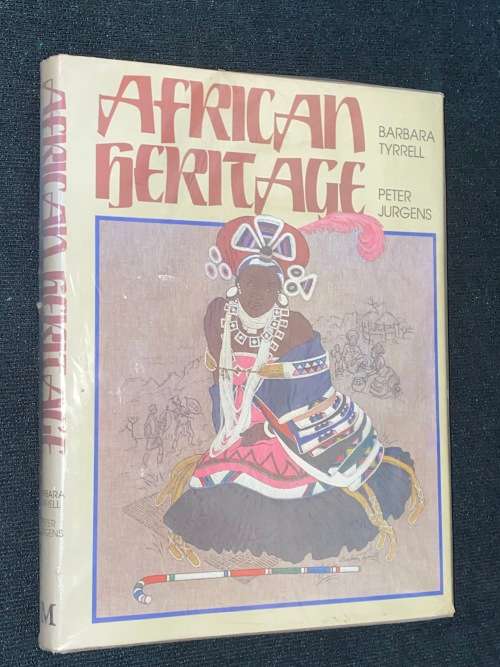 AFRICAN
HERITAGE
BARBARA
TYRRELL
PETER
JURGENS
AFRICAN HERITAGE
BARBARA
TYRRELL
PETER
JURGENS
M